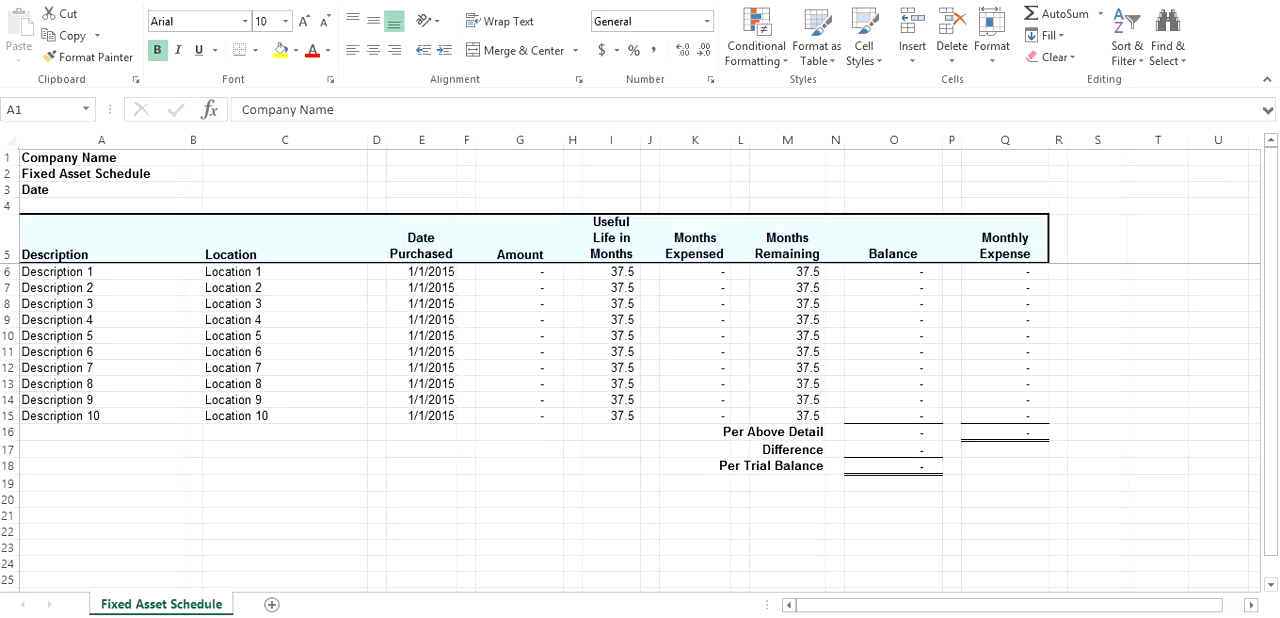 Cut
Copy
Format Painter
Paste
Clipboard
Arial 10
B I U A
Font
Wrap Text
Merge & Center
Alignment
General
$ % ,
Number
Conditional Formatting
Format as Table
Cell Styles
Styles
Insert Delete Format
Cells
AutoSum
Fill
Clear
Sort & Filter
Find & Select
Editing
A1 fx Company Name
A B C D E F G H I J K L M N O P Q R S T U
1 Company Name
2 Fixed Asset Schedule
3 Date
4
Useful
Date Life in Months Months Monthly
5 Description Location Purchased Amount Months Expensed Remaining Balance Expense
6 Description 1 Location 1 1/1/2015 - 37.5 - 37.5 - -
7 Description 2 Location 2 1/1/2015 - 37.5 - 37.5 - -
8 Description 3 Location 3 1/1/2015 - 37.5 - 37.5 - -
9 Description 4 Location 4 1/1/2015 - 37.5 - 37.5 - -
10 Description 5 Location 5 1/1/2015 - 37.5 - 37.5 - -
11 Description 6 Location 6 1/1/2015 - 37.5 - 37.5 - -
12 Description 7 Location 7 1/1/2015 - 37.5 - 37.5 - -
13 Description 8 Location 8 1/1/2015 - 37.5 - 37.5 - -
14 Description 9 Location 9 1/1/2015 - 37.5 - 37.5 - -
15 Description 10 Location 10 1/1/2015 - 37.5 - 37.5 - -
16 Per Above Detail - -
17 Difference -
18 Per Trial Balance -
19
20
21
22
23
24
25
Fixed Asset Schedule